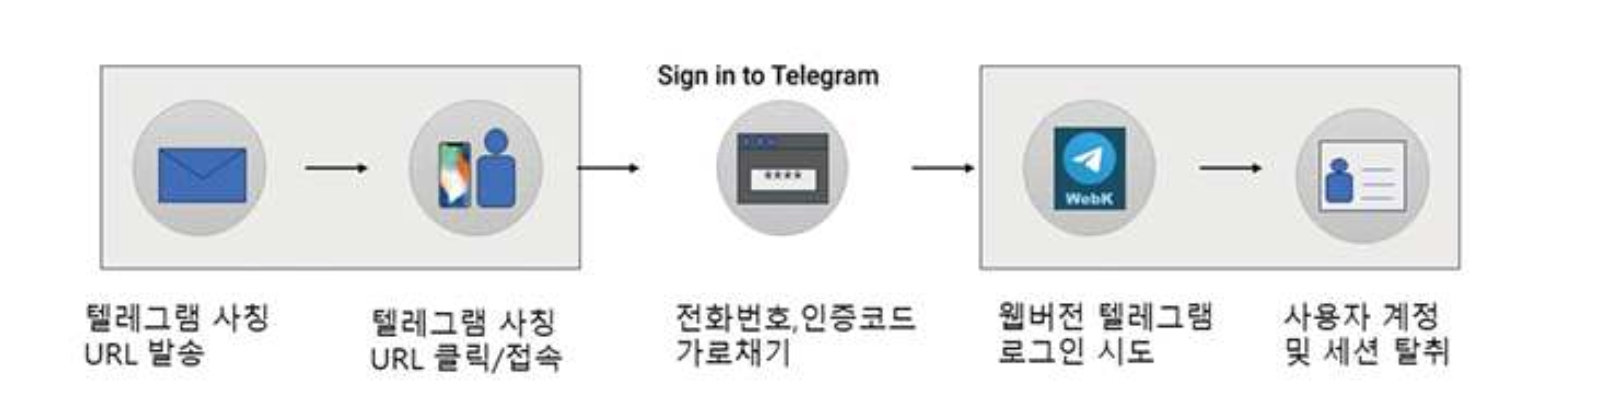 Sign in to Telegram
****
WebK
텔레그램 사칭
URL 발송
텔레그램 사칭
URL 클릭/접속
전화번호,인증코드
가로채기
웹버전 텔레그램
로그인 시도
사용자 계정
및 세션 탈취